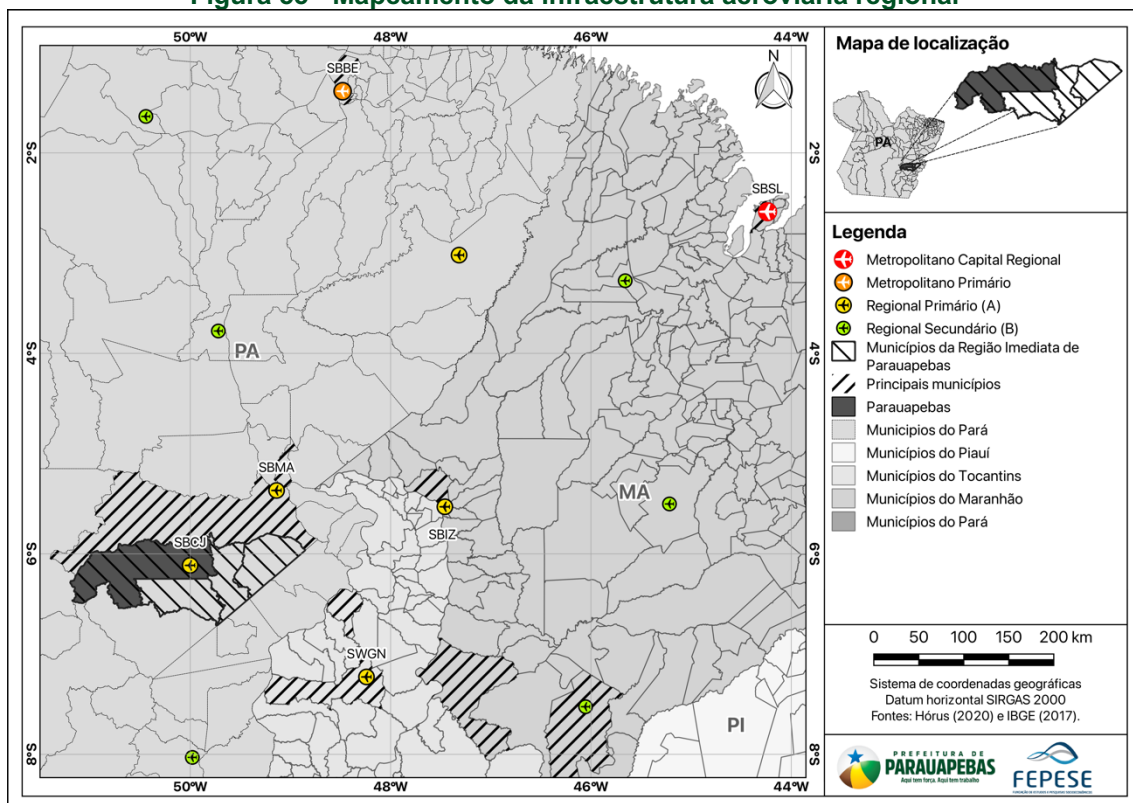 Figura 65 - Mapeamento da infraestrutura aeroviária regional
50°W 48°W 46°W 44°W
N
SBBE
2°S 2°S
SBSL
4°S 4°S
PA
SBMA
MA
SBIZ
SBCJ
6°S 6°S
SWGN
PI
8°S 8°S
50°W 48°W 46°W 44°W
Mapa de localização
PA
Legenda
Metropolitano Capital Regional
Metropolitano Primário
Regional Primário (A)
Regional Secundário (B)
Municípios da Região Imediata de
Parauapebas
Principais municípios
Parauapebas
Municipios do Pará
Municípios do Piauí
Municípios do Tocantins
Municípios do Maranhão
Municípios do Pará
0 50 100 150 200 km
Sistema de coordenadas geográficas
Datum horizontal SIRGAS 2000
Fontes: Hórus (2020) e IBGE (2017).
PREFEITURA DE
PARAUAPEBAS
Aqui tem força. Aqui tem trabalho
FEPESE